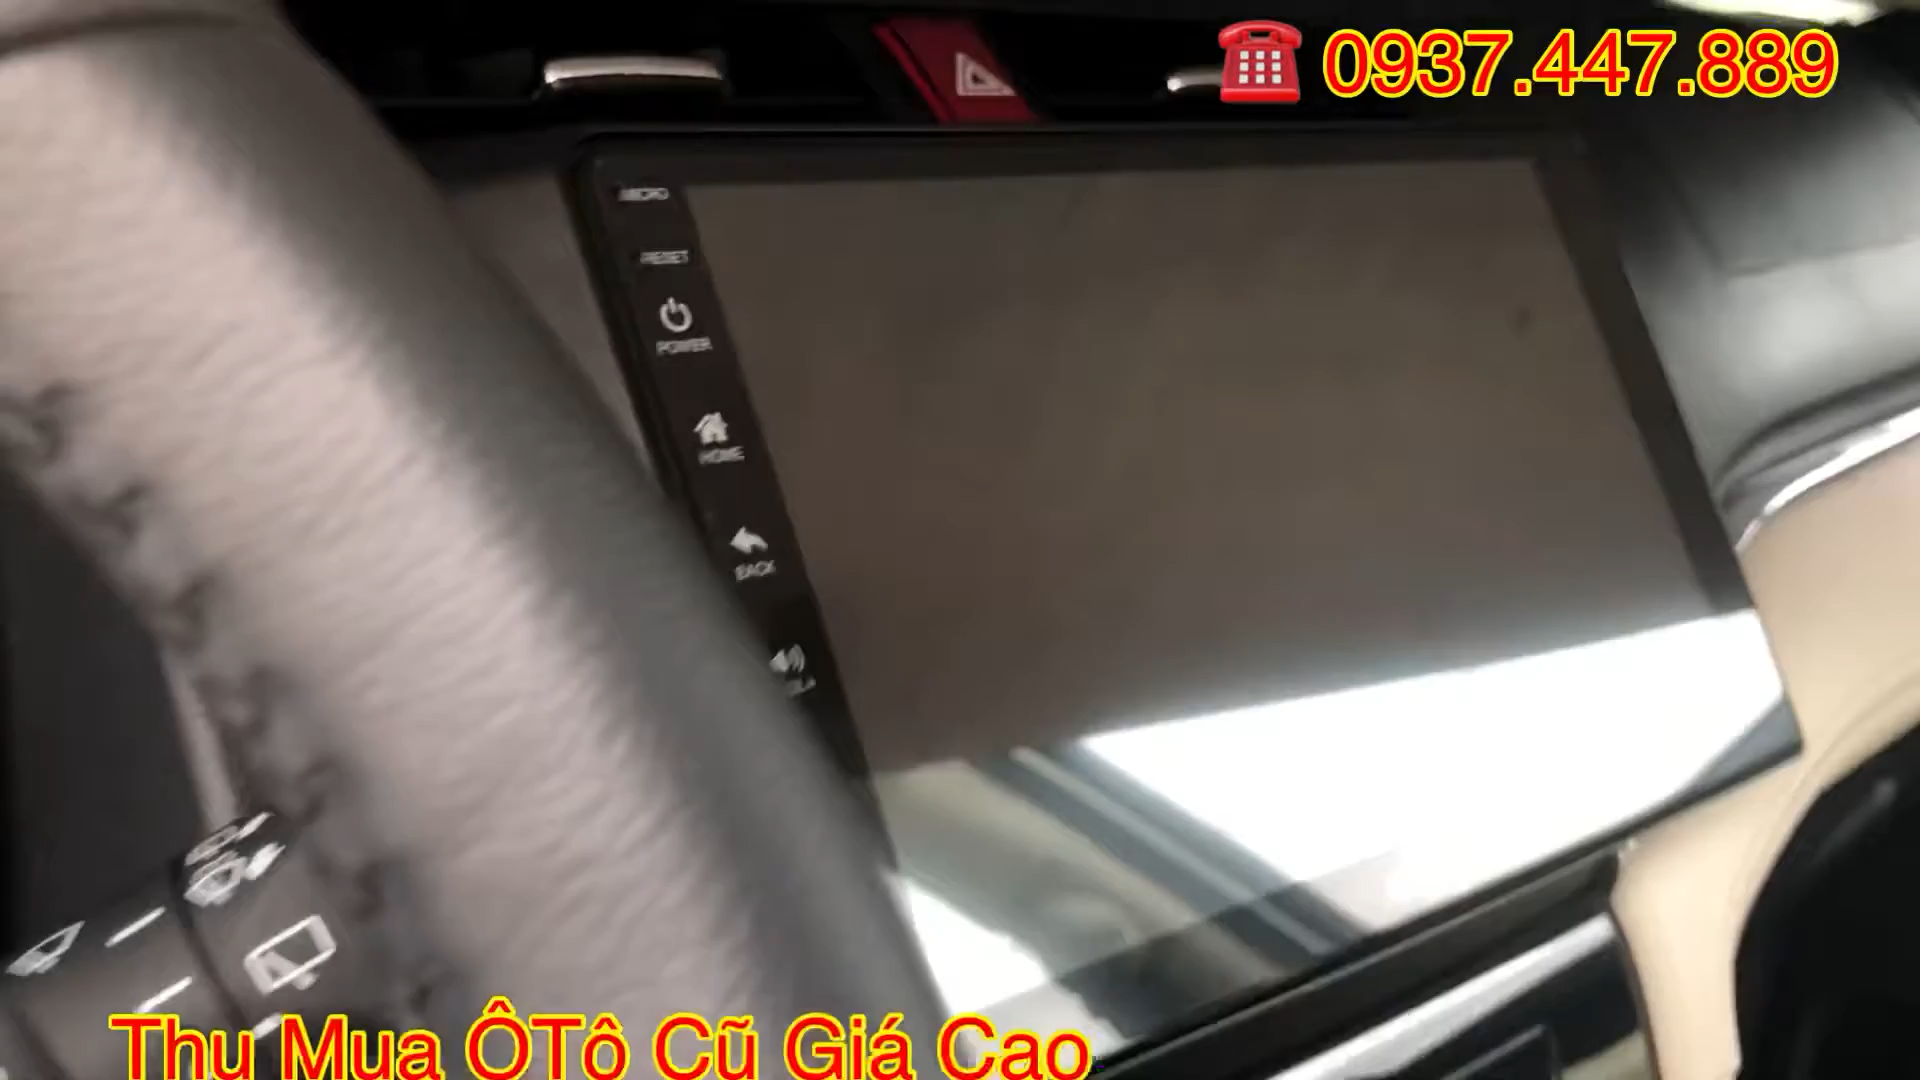 0937.447.889
MICRO
RESET
POWER
HOME
BACK
Thu Mua ÔTô Cũ Giá Cao